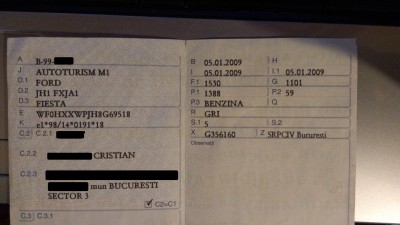 A B-99-
J AUTOTURISM M1
D.1 FORD
D.2 JH1 FXJA1
D.3 FIESTA
E WF0HXXWPJH8G69518
K e1*98/14*0191*18
C.2 C.2.1
C.2.2 CRISTIAN
C.2.3
mun BUCURESTI
SECTOR 3
C2=C1
C.3 C.3.1
B 05.01.2009 H
I 05.01.2009 I.1 05.01.2009
F.1 1530 G 1101
P.1 1388 P.2 59
P.3 BENZINA Q
R GRI
S.1 5 S.2
X G356160 Z SRPCIV Bucuresti
Observatii